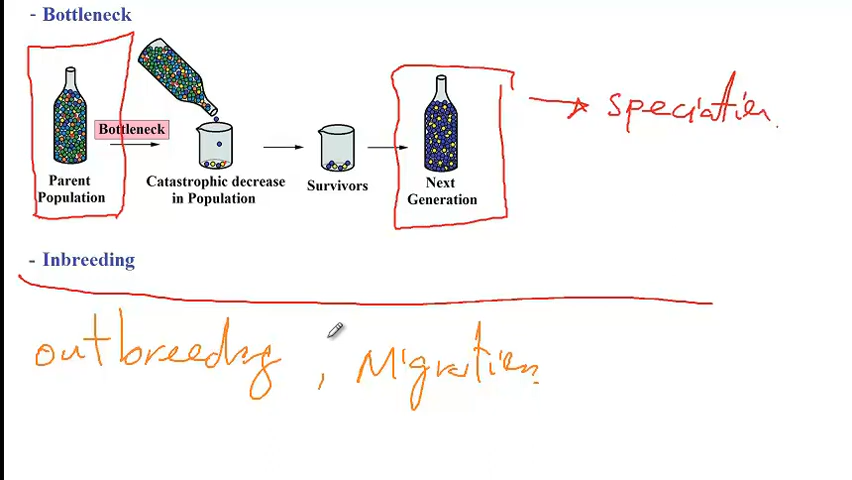 - Bottleneck
Bottleneck
Parent
Population
Catastrophic decrease
in Population
Survivors
Next
Generation
speciation
- Inbreeding
outbreeding, Migration